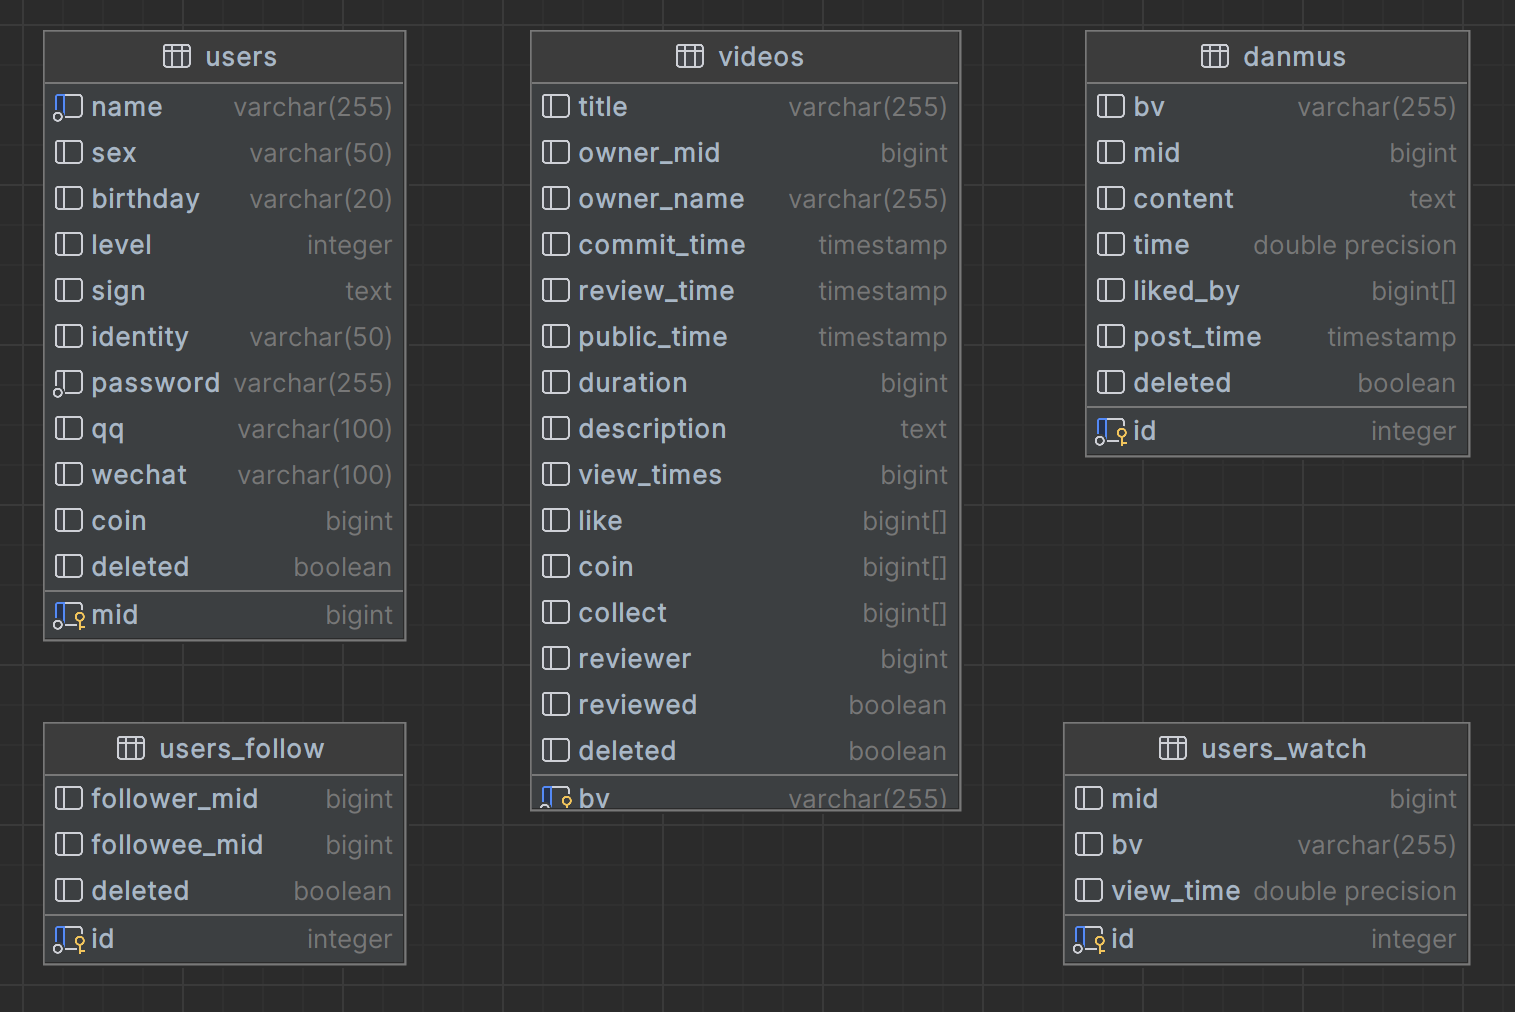 users
name varchar(255)
sex varchar(50)
birthday varchar(20)
level integer
sign text
identity varchar(50)
password varchar(255)
qq varchar(100)
wechat varchar(100)
coin bigint
deleted boolean
mid bigint
videos
title varchar(255)
owner_mid bigint
owner_name varchar(255)
commit_time timestamp
review_time timestamp
public_time timestamp
duration bigint
description text
view_times bigint
like bigint[]
coin bigint[]
collect bigint[]
reviewer bigint
reviewed boolean
deleted boolean
bv varchar(255)
danmus
bv varchar(255)
mid bigint
content text
time double precision
liked_by bigint[]
post_time timestamp
deleted boolean
id integer
users_follow
follower_mid bigint
followee_mid bigint
deleted boolean
id integer
users_watch
mid bigint
bv varchar(255)
view_time double precision
id integer